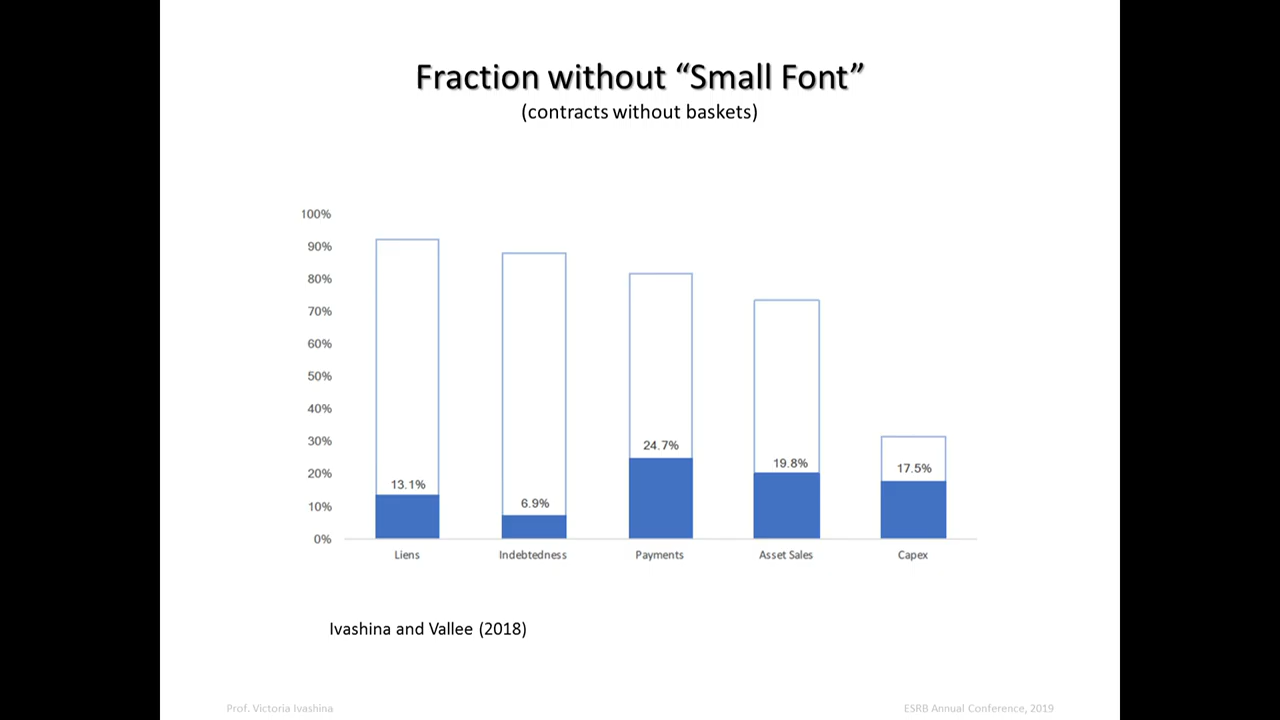 Fraction without “Small Font”
(contracts without baskets)
100%
90%
80%
70%
60%
50%
40%
30%
20%
10%
0%
13.1%
6.9%
24.7%
19.8%
17.5%
Liens
Indebtedness
Payments
Asset Sales
Capex
Ivashina and Vallee (2018)
Prof. Victoria Ivashina
ESRB Annual Conference, 2019